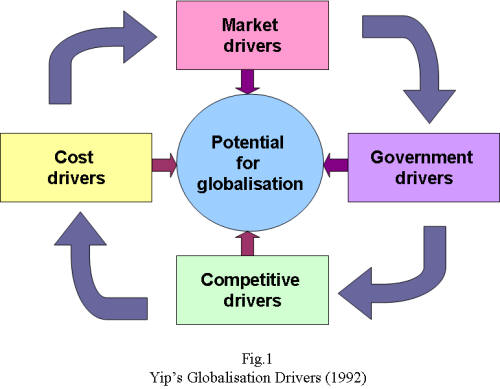 Market
drivers
Cost
drivers
Potential
for
globalisation
Government
drivers
Competitive
drivers
Fig.1
Yip's Globalisation Drivers (1992)